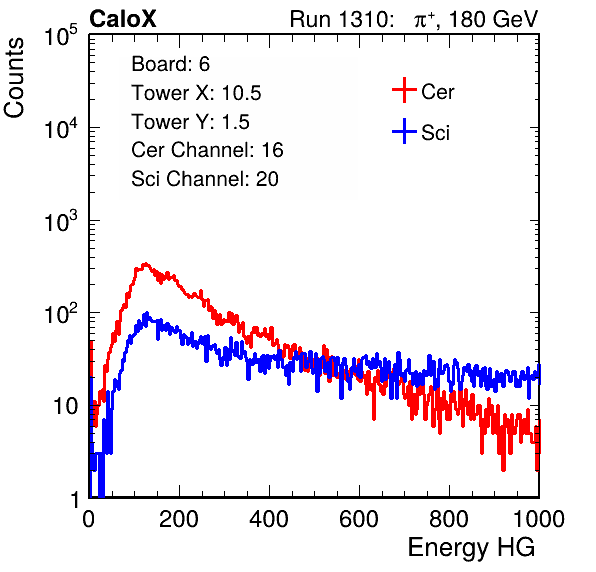 CaloX Run 1310: π⁺, 180 GeV
Counts
10⁵
10⁴
10³
10²
10
1
Board: 6
Tower X: 10.5
Tower Y: 1.5
Cer Channel: 16
Sci Channel: 20
Cer
Sci
0 200 400 600 800 1000
Energy HG